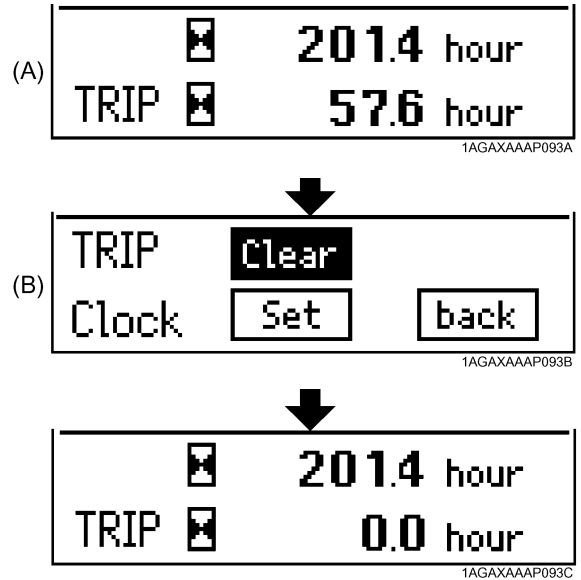 (A)
201.4 hour
TRIP 57.6 hour
1AGAXAAAP093A
(B)
TRIP Clear
Clock Set back
1AGAXAAAP093B
201.4 hour
TRIP 0.0 hour
1AGAXAAAP093C